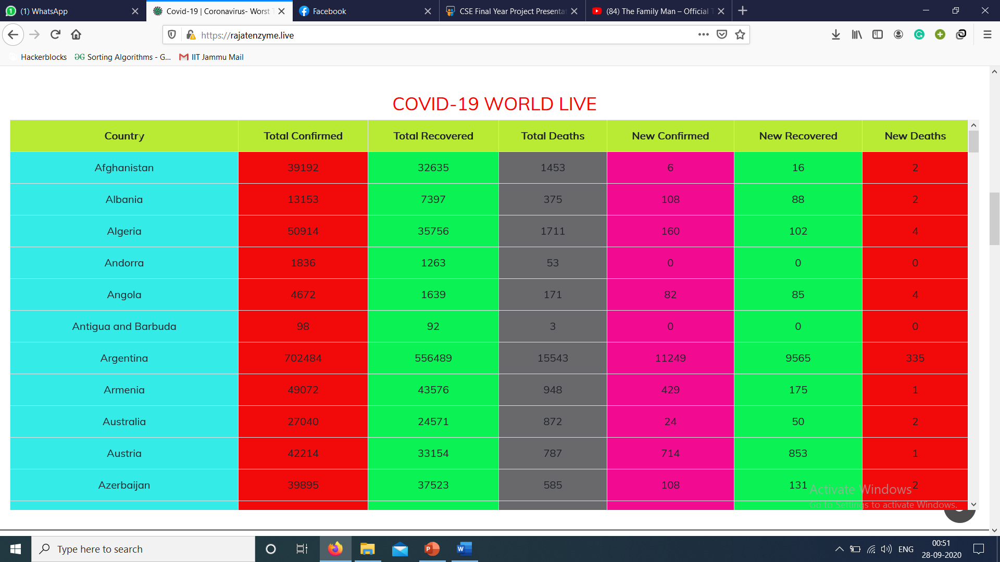 (1) WhatsApp
Covid-19 | Coronavirus- Worst T
Facebook
CSE Final Year Project Presenta
(84) The Family Man – Official T
https://rajatenzyme.live
Hackerblocks
Sorting Algorithms - G...
IIT Jammu Mail
COVID-19 WORLD LIVE
Country Total Confirmed Total Recovered Total Deaths New Confirmed New Recovered New Deaths
Afghanistan 39192 32635 1453 6 16 2
Albania 13153 7397 375 108 88 2
Algeria 50914 35756 1711 160 102 4
Andorra 1836 1263 53 0 0 0
Angola 4672 1639 171 82 85 4
Antigua and Barbuda 98 92 3 0 0 0
Argentina 702484 556489 15543 11249 9565 335
Armenia 49072 43576 948 429 175 1
Australia 27040 24571 872 24 50 2
Austria 42214 33154 787 714 853 1
Azerbaijan 39895 37523 585 108 131 2
Activate Windows
Go to Settings to activate Windows.
Type here to search
ENG
00:51
28-09-2020